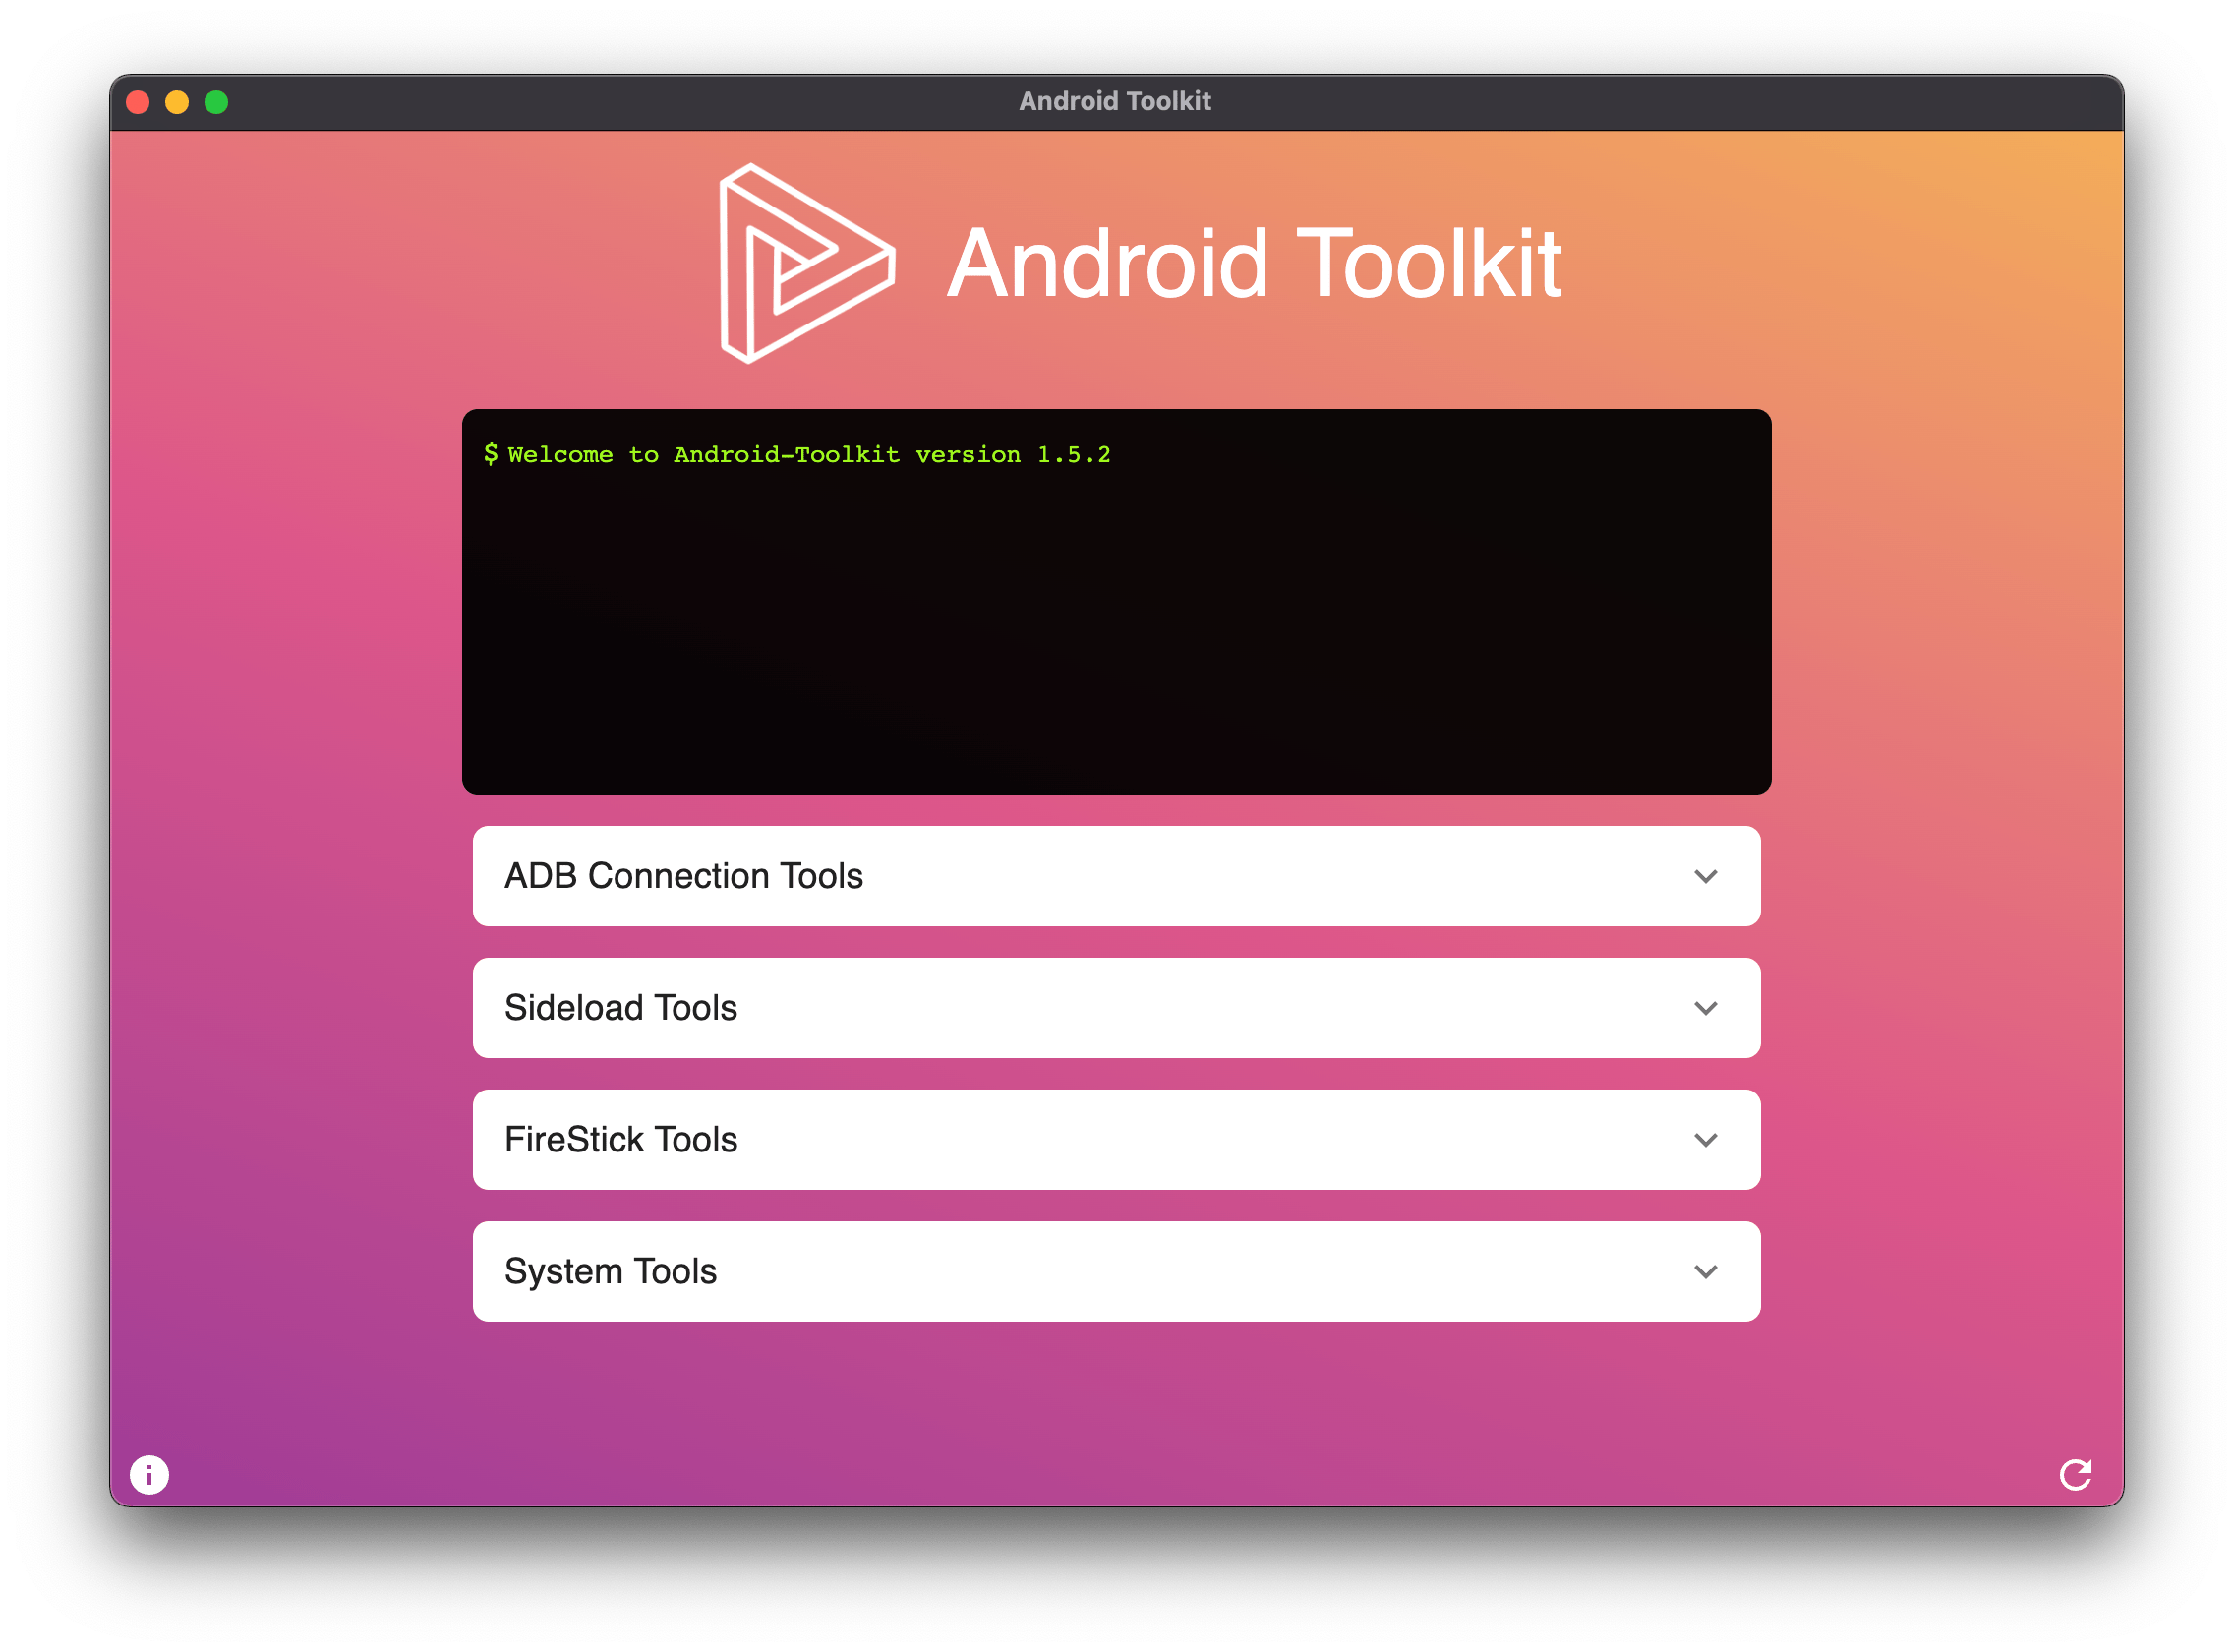 Android Toolkit
Android Toolkit
$ Welcome to Android-Toolkit version 1.5.2
ADB Connection Tools
Sideload Tools
FireStick Tools
System Tools